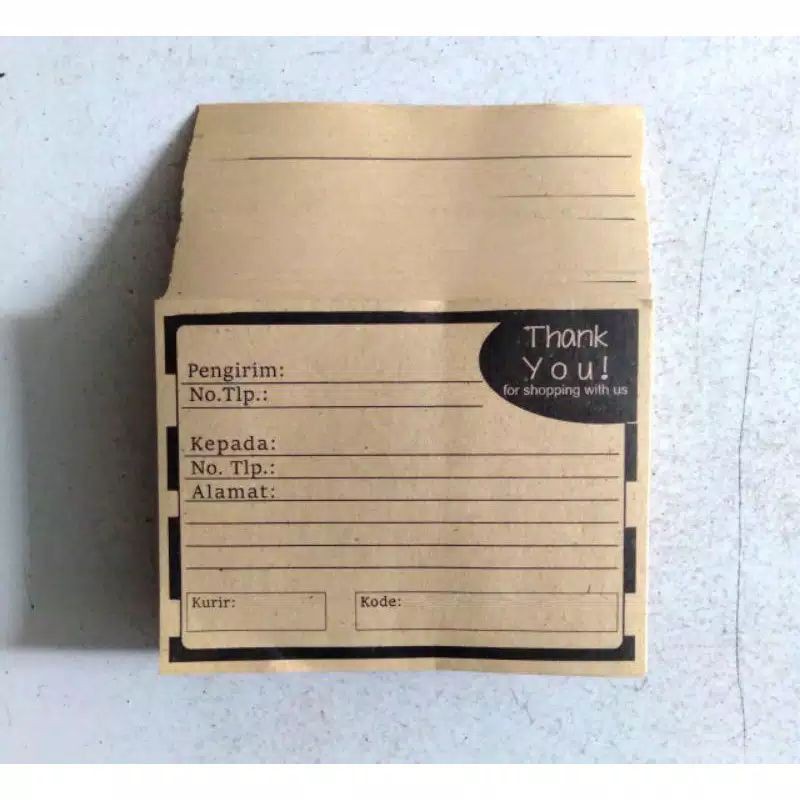 Thank
You!
for shopping with us
Pengirim:
No.Tlp.:
Kepada:
No. Tlp.:
Alamat:
Kurir:
Kode: